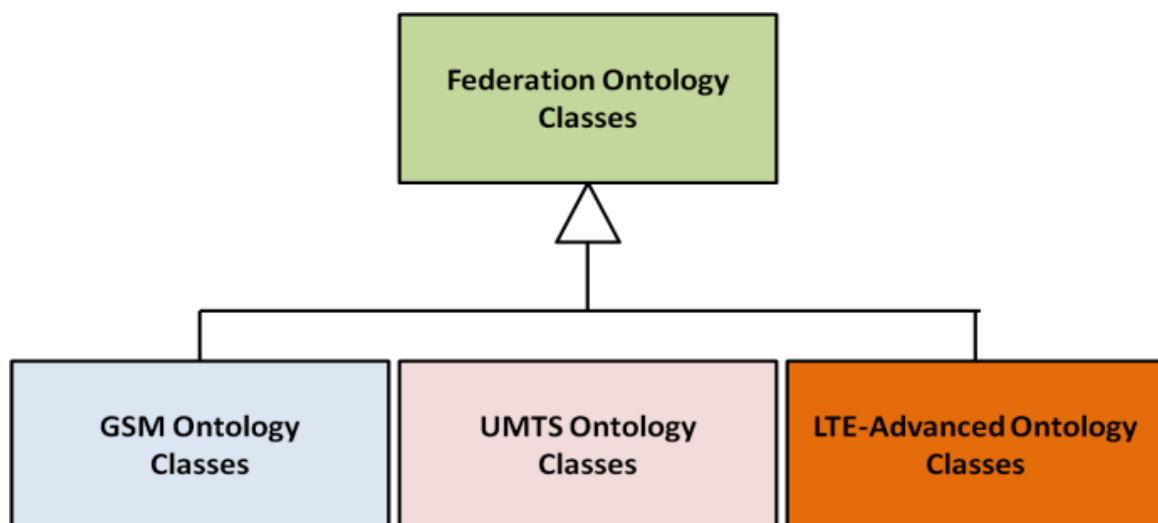 Federation Ontology
Classes
GSM Ontology
Classes
UMTS Ontology
Classes
LTE-Advanced Ontology
Classes